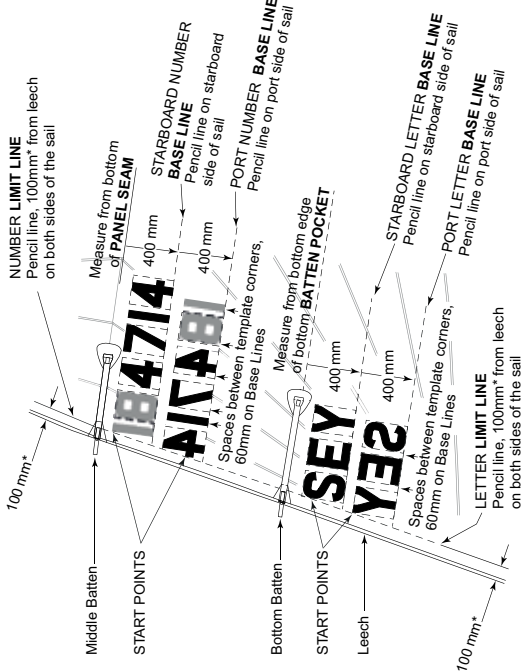 NUMBER LIMIT LINE
Pencil line, 100mm* from leech
on both sides of the sail
100 mm*
Middle Batten
Measure from bottom
of PANEL SEAM
400 mm
STARBOARD NUMBER
BASE LINE
Pencil line on starboard
side of sail
184714
400 mm
PORT NUMBER BASE LINE
Pencil line on port side of sail
184714
START POINTS
Spaces between template corners,
60mm on Base Lines
Measure from bottom edge
of bottom BATTEN POCKET
Bottom Batten
400 mm
STARBOARD LETTER BASE LINE
Pencil line on starboard side of sail
SEY
START POINTS
400 mm
PORT LETTER BASE LINE
Pencil line on port side of sail
SEY
Leech
Spaces between template corners,
60mm on Base Lines
LETTER LIMIT LINE
Pencil line, 100mm* from leech
on both sides of the sail
100 mm*